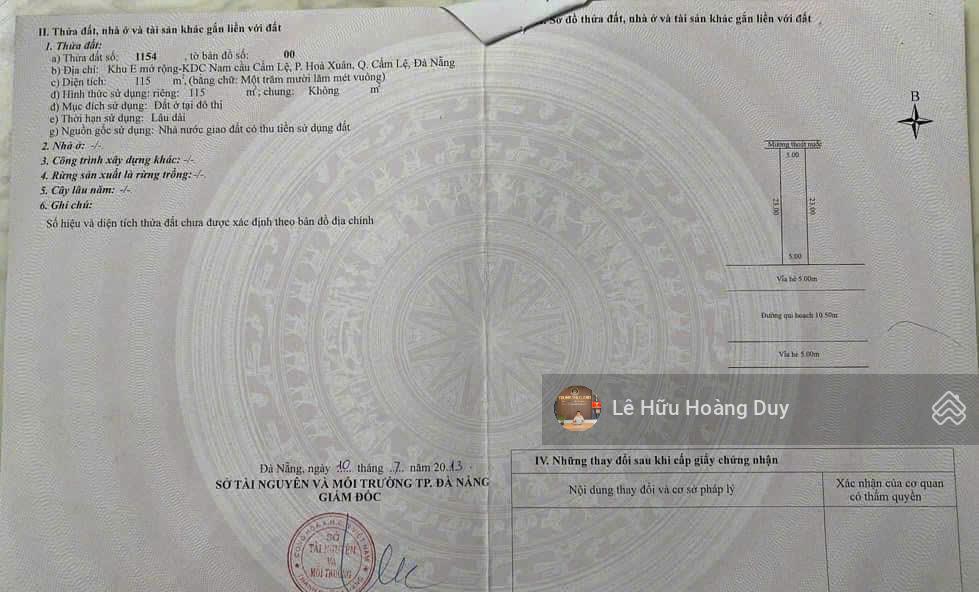 II. Thửa đất, nhà ở và tài sản khác gắn liền với đất
1. Thửa đất:
a) Thửa đất số: 1154 , tờ bản đồ số: 00
b) Địa chỉ: Khu E mở rộng-KDC Nam cầu Cẩm Lệ, P. Hoà Xuân, Q. Cẩm Lệ, Đà Nẵng
c) Diện tích: 115 m², (bằng chữ: Một trăm mười lăm mét vuông)
d) Hình thức sử dụng: riêng: 115 m²; chung: Không m²
đ) Mục đích sử dụng: Đất ở tại đô thị
e) Thời hạn sử dụng: Lâu dài
g) Nguồn gốc sử dụng: Nhà nước giao đất có thu tiền sử dụng đất
2. Nhà ở: -/-
3. Công trình xây dựng khác: -/-
4. Rừng sản xuất là rừng trồng: -/-
5. Cây lâu năm: -/-
6. Ghi chú:
Số hiệu và diện tích thửa đất chưa được xác định theo bản đồ địa chính
Đà Nẵng, ngày 10 tháng 7 năm 2013
SỞ TÀI NGUYÊN VÀ MÔI TRƯỜNG TP. ĐÀ NẴNG
GIÁM ĐỐC
SỞ
TÀI NGUYÊN
VÀ
MÔI TRƯỜNG
. Sơ đồ thửa đất, nhà ở và tài sản khác gắn liền với đất
B
Mương thoát nước
5.00
23.00
23.00
5.00
Vỉa hè 5.00m
Đường qui hoạch 10.50m
Vỉa hè 5.00m
Lê Hữu Hoàng Duy
IV. Những thay đổi sau khi cấp giấy chứng nhận
Nội dung thay đổi và cơ sở pháp lý
Xác nhận của cơ quan
có thẩm quyền